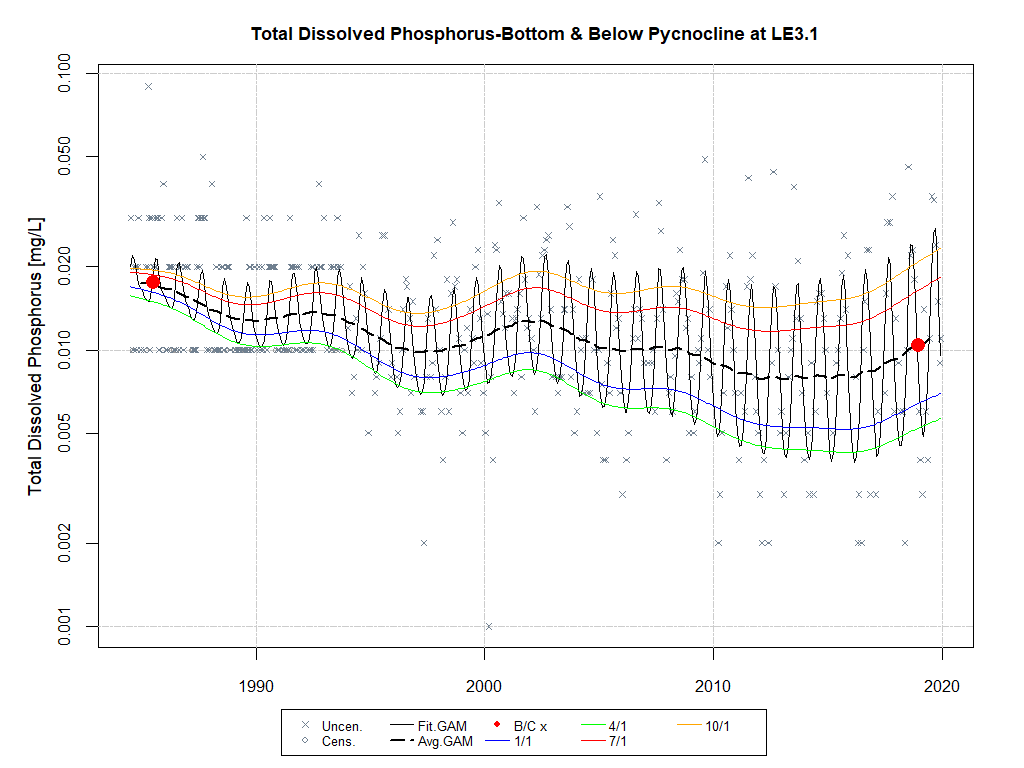 Total Dissolved Phosphorus-Bottom & Below Pycnocline at LE3.1
Total Dissolved Phosphorus [mg/L]
0.100
0.050
0.020
0.010
0.005
0.002
0.001
1990 2000 2010 2020
Uncen. Fit.GAM B/C x 4/1 10/1
Cens. Avg.GAM 1/1 7/1